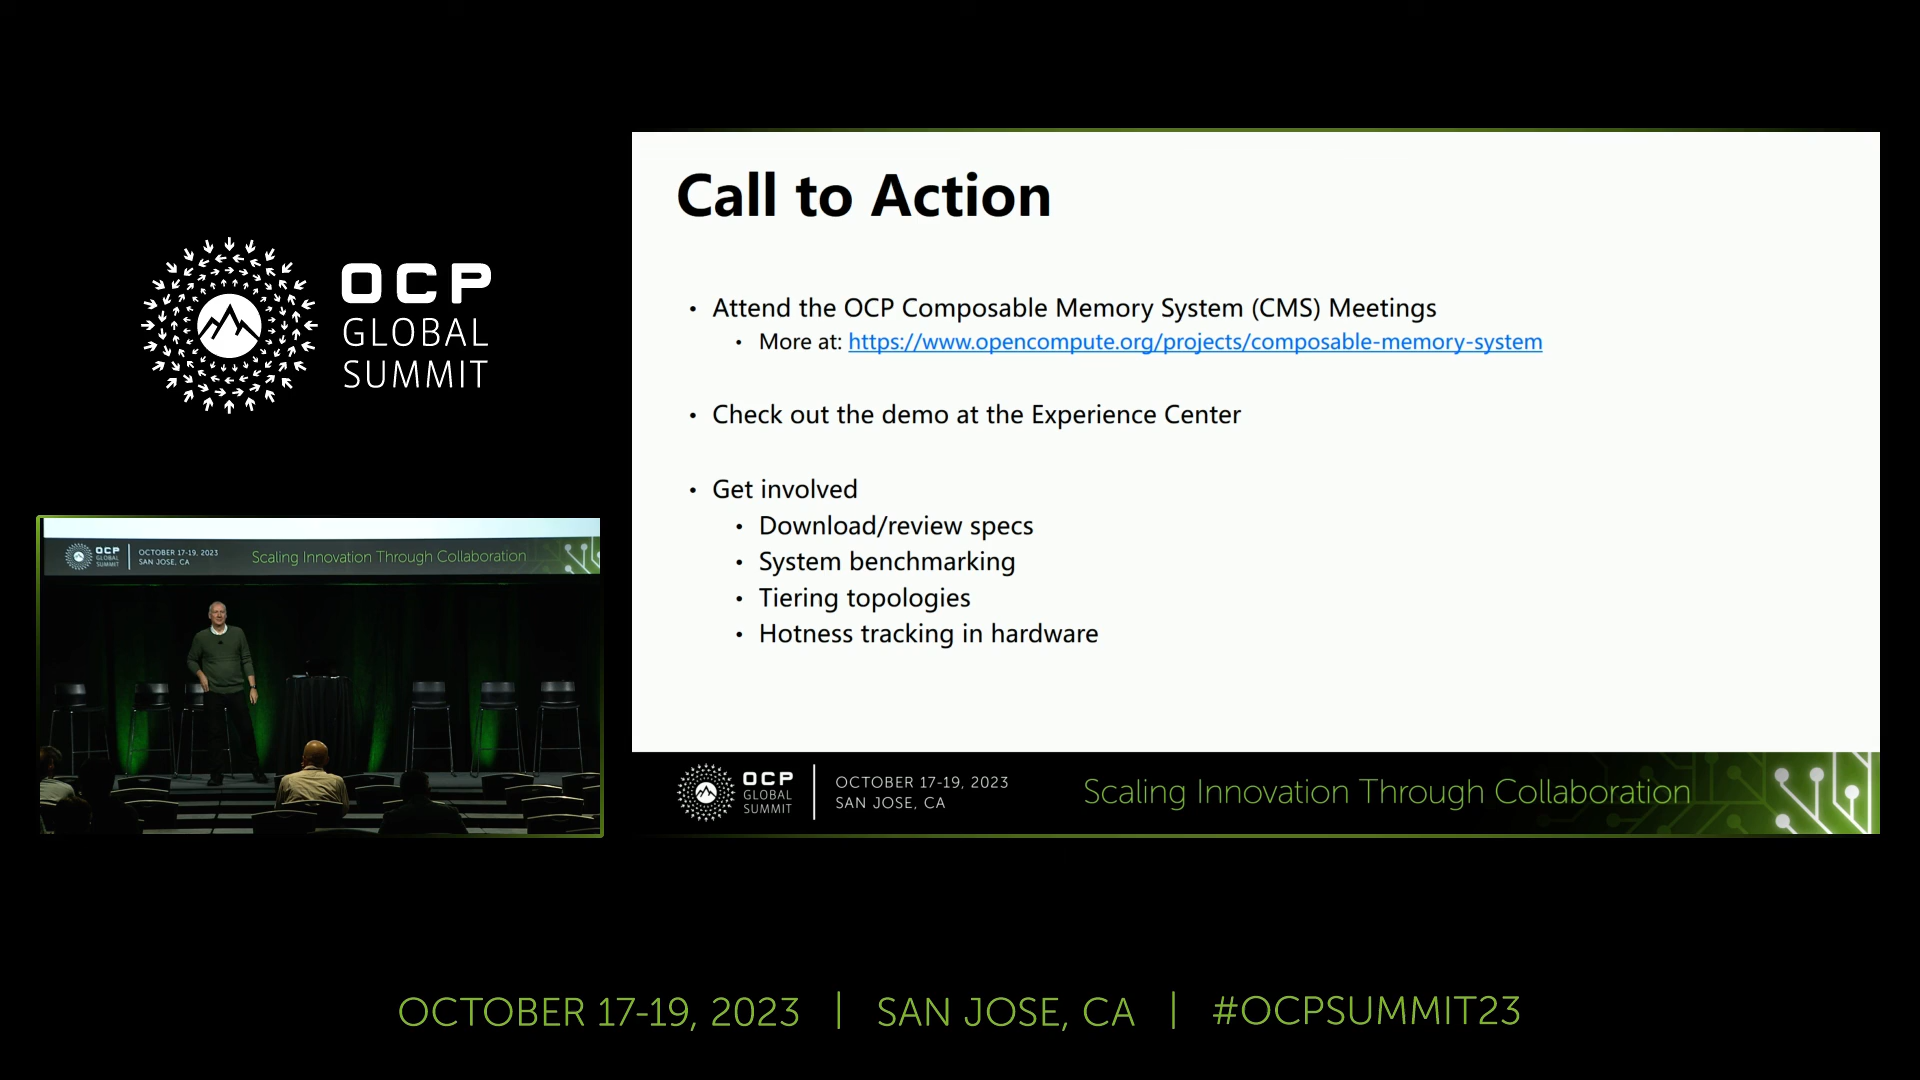 OCP
GLOBAL
SUMMIT
Call to Action
• Attend the OCP Composable Memory System (CMS) Meetings
• More at: https://www.opencompute.org/projects/composable-memory-system
• Check out the demo at the Experience Center
• Get involved
• Download/review specs
• System benchmarking
• Tiering topologies
• Hotness tracking in hardware
OCP
GLOBAL
SUMMIT
OCTOBER 17-19, 2023
SAN JOSE, CA
Scaling Innovation Through Collaboration
OCP
GLOBAL
SUMMIT
OCTOBER 17-19, 2023
SAN JOSE, CA
Scaling Innovation Through Collaboration
OCTOBER 17-19, 2023 | SAN JOSE, CA | #OCPSUMMIT23